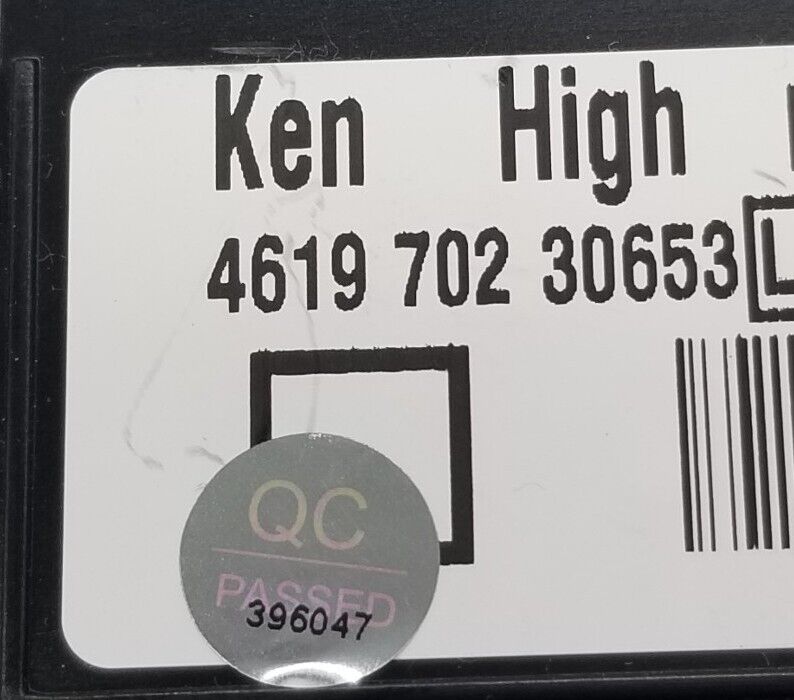 Ken High
4619 702 30653 L
QC
PASSED
396047